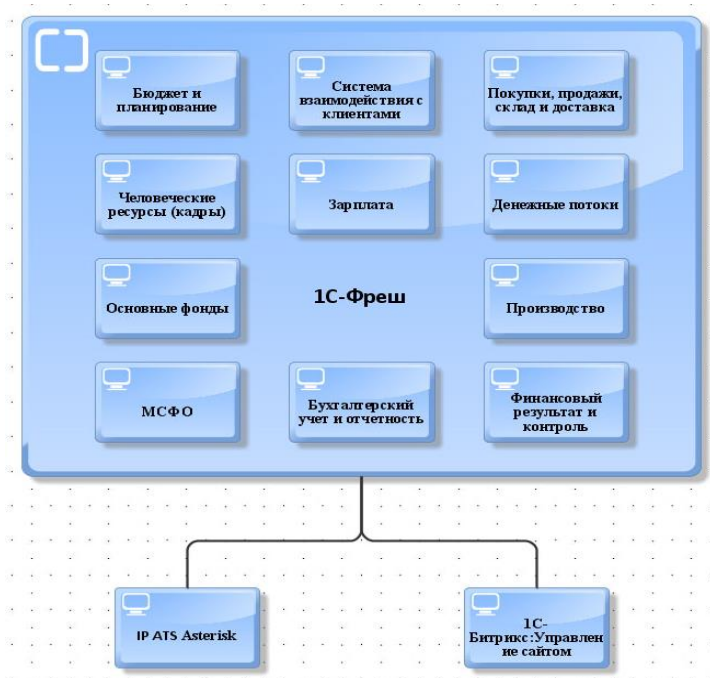 Бюджет и
планирование
Система
взаимодействия с
клиентами
Покупки, продажи,
склад и доставка
Человеческие
ресурсы (кадры)
Зарплата
Денежные потоки
Основные фонды
1С-Фреш
Производство
МСФО
Бухгалтерский
учет и отчетность
Финансовый
результат и
контроль
IP ATS Asterisk
1С-
Битрикс:Управлен
ие сайтом